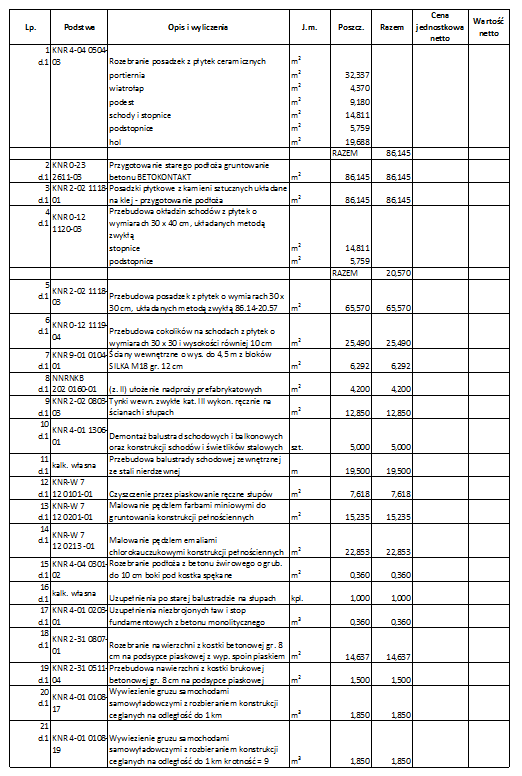 Lp. Podstwa Opis i wyliczenia J.m. Poszcz. Razem Cena jednostkowa netto Wartość netto
1 d.1 KNR 4-04 0504-03 Rozebranie posadzek z płytek ceramicznych m²
portiernia m² 32,337
wiatrołap m² 4,370
podest m² 9,180
schody i stopnice m² 14,811
podstopnice m² 5,759
hol m² 19,688
RAZEM 86,145
2 d.1 KNR 0-23 2611-03 Przygotowanie starego podłoża gruntowanie betonu BETOKONTAKT m² 86,145 86,145
3 d.1 KNR 2-02 1118-01 Posadzki płytkowe z kamieni sztucznych układane na klej - przygotowanie podłoża m² 86,145 86,145
4 d.1 KNR 0-12 1120-03 Przebudowa okładzin schodów z płytek o wymiarach 30 x 40 cm, układanych metodą zwykłą
stopnice m² 14,811
podstopnice m² 5,759
RAZEM 20,570
5 d.1 KNR 2-02 1118-03 Przebudowa posadzek z płytek o wymiarach 30 x 30 cm, układanych metodą zwykłą 86.14-20.57 m² 65,570 65,570
6 d.1 KNR 0-12 1119-04 Przebudowa cokolików na schodach z płytek o wymiarach 30 x 30 i wysokości równiej 10 cm m² 25,490 25,490
7 d.1 KNR 9-01 0104-01 Ściany wewnętrzne o wys. do 4,5 m z bloków SILKA M18 gr. 12 cm m² 6,292 6,292
8 d.1 NNRNKB 202 0160-01 (z. II) ułożenie nadproży prefabrykatowych m² 4,200 4,200
9 d.1 KNR 2-02 0803-03 Tynki wewn. zwykłe kat. III wykon. ręcznie na ścianach i słupach m² 12,850 12,850
10 d.1 KNR 4-01 1306-01 Demontaż balustrad schodowych i balkonowych oraz konstrukcji schodów i świetlików stalowych szt. 5,000 5,000
11 d.1 kalk. własna Przebudowa balustrady schodowej zewnętrznej ze stali nierdzewnej m 19,500 19,500
12 d.1 KNR-W 7 12 0101-01 Czyszczenie przez piaskowanie ręczne słupów m² 7,618 7,618
13 d.1 KNR-W 7 12 0201-01 Malowanie pędzlem farbami miniowymi do gruntowania konstrukcji pełnościennych m² 15,235 15,235
14 d.1 KNR-W 7 12 0213 -01 Malowanie pędzlem emaliami chlorokauczukowymi konstrukcji pełnościennych m² 22,853 22,853
15 d.1 KNR 4-04 0301-02 Rozebranie podłoża z betonu żwirowego o grub. do 10 cm boki pod kostka spękane m² 0,360 0,360
16 d.1 kalk. własna Uzupełnienia po starej balustradzie na słupach kpl. 1,000 1,000
17 d.1 KNR 4-01 0203-01 Uzupełnienia niezbrojonych ław i stop fundamentowych z betonu monolitycznego m³ 0,360 0,360
18 d.1 KNR 2-31 0807-01 Rozebranie nawierzchni z kostki betonowej gr. 8 cm na podsypce piaskowej z wyp. spoin piaskiem m² 14,637 14,637
19 d.1 KNR 2-31 0511-04 Przebudowa nawierzchni z kostki brukowej betonowej gr. 8 cm na podsypce piaskowej m² 1,500 1,500
20 d.1 KNR 4-01 0108-17 Wywiezienie gruzu samochodami samowyładowczymi z rozbieraniem konstrukcji ceglanych na odległość do 1 km m³ 1,850 1,850
21 d.1 KNR 4-01 0108-19 Wywiezienie gruzu samochodami samowyładowczymi z rozbieraniem konstrukcji ceglanych na odległość do 1 km krotność = 9 m³ 1,850 1,850